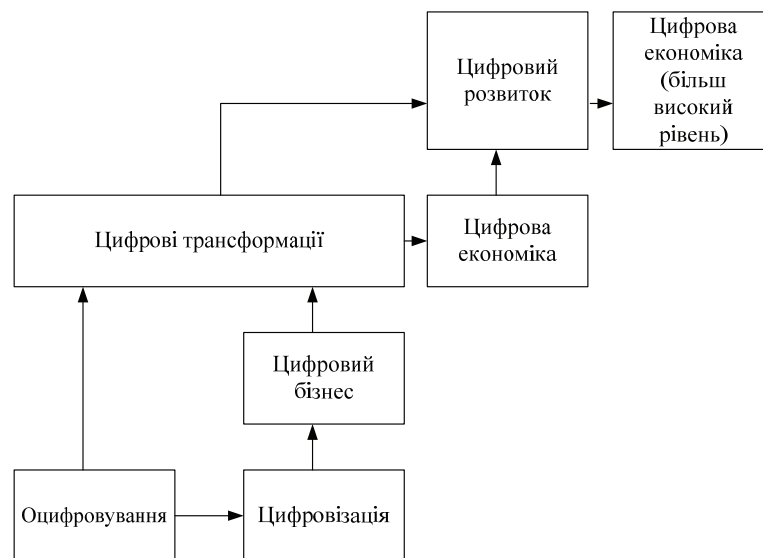 Цифрова
економіка
(більш
високий
рівень)
Цифровий
розвиток
Цифрові трансформації
Цифрова
економіка
Цифровий
бізнес
Оцифровування
Цифровізація